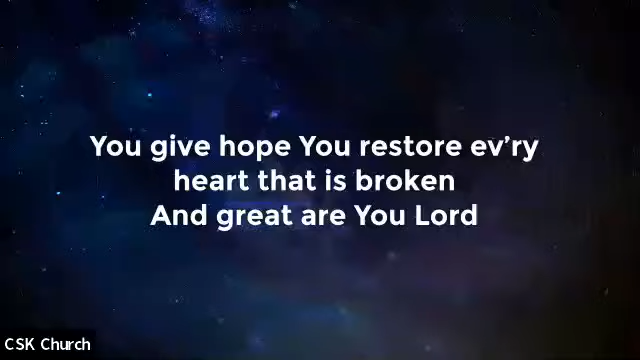 You give hope You restore ev’ry
heart that is broken
And great are You Lord
CSK Church